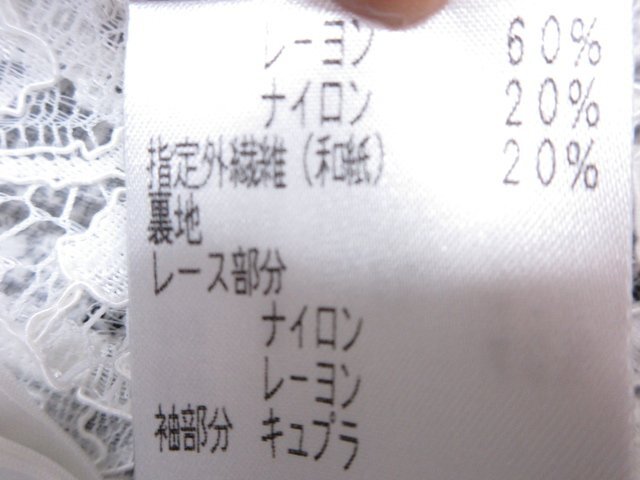 レーヨン 60%
ナイロン 20%
指定外繊維(和紙) 20%
裏地
レース部分
ナイロン
レーヨン
袖部分 キュプラ